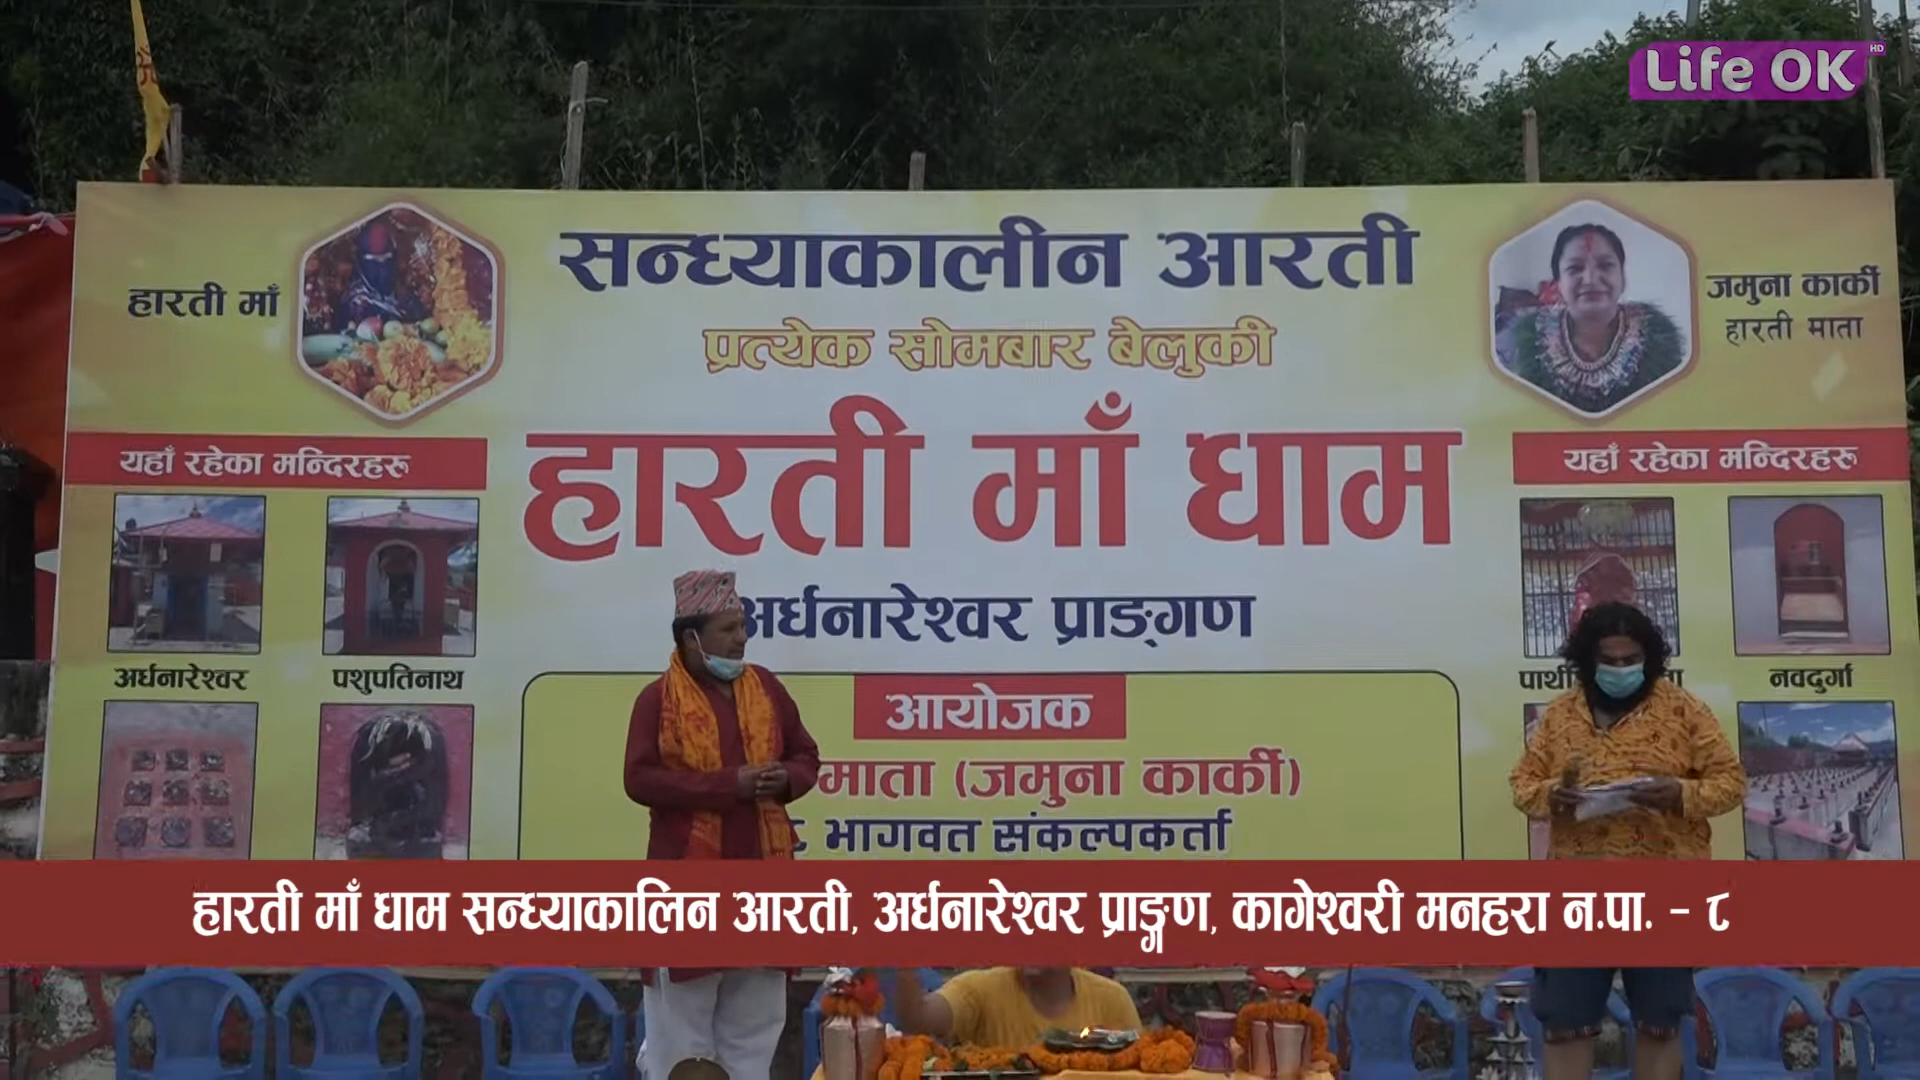 Life OK HD
सन्ध्याकालीन आरती
प्रत्येक सोमबार बेलुकी
हारती माँ धाम
अर्धनारेश्वर प्राङ्गण
हारती माँ
जमुना कार्की
हारती माता
यहाँ रहेका मन्दिरहरू
अर्धनारेश्वर
पशुपतिनाथ
यहाँ रहेका मन्दिरहरू
नवदुर्गा
आयोजक
माता (जमुना कार्की)
भागवत संकल्पकर्ता
हारती माँ धाम सन्ध्याकालिन आरती, अर्धनारेश्वर प्राङ्गण, कागेश्वरी मनहरा न.पा. - ८